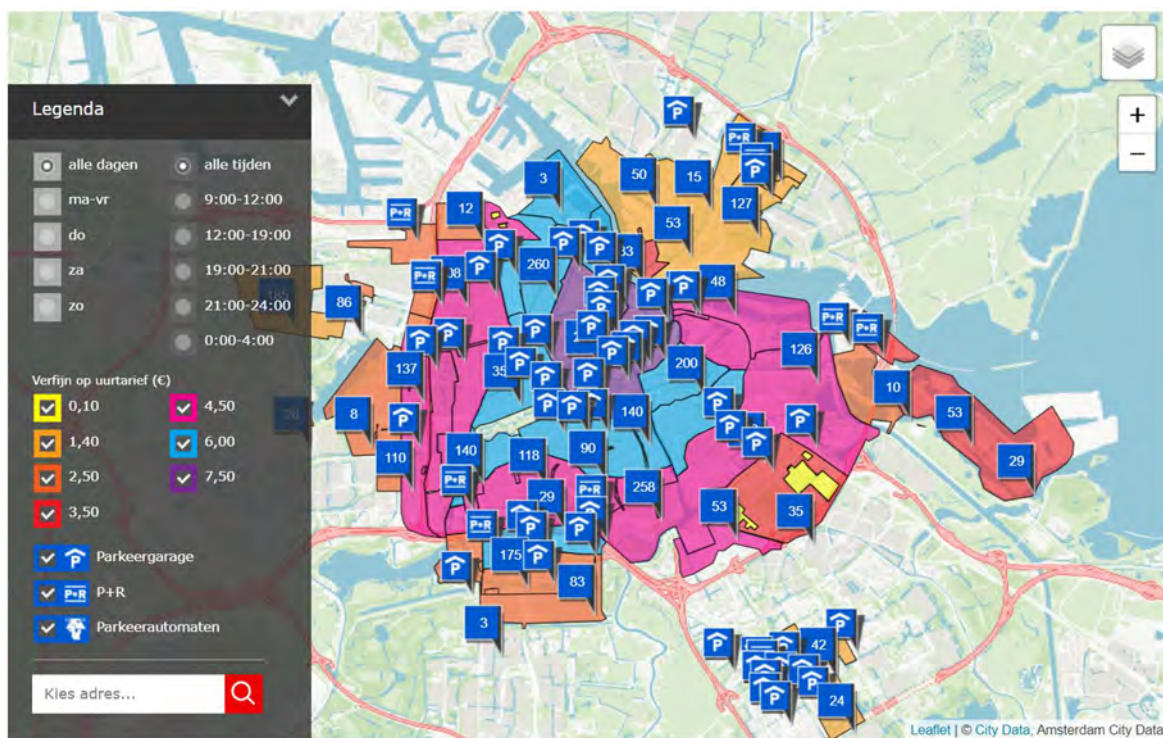 Legenda
alle dagen
alle tijden
ma-vr
9:00-12:00
do
12:00-19:00
za
19:00-21:00
zo
21:00-24:00
0:00-4:00
Verfijn op uurtarief (€)
0,10
4,50
1,40
6,00
2,50
7,50
3,50
P
Parkeergarage
P+R
P+R
Parkeerautomaten
Kies adres...
+
−
P
P+R
P
3
50
15
127
P+R
12
53
P
P
P
33
260
P+R
P
48
P
P
86
P+R
P+R
P
P
P
P
126
137
35
200
10
8
P
P
P
P
140
P
P
53
110
140
118
90
P
P
29
P+R
P+R
258
53
35
29
P+R
P
P
P
175
P
P
83
3
P
P
42
P
P
P
P
24
Leaflet | © City Data, Amsterdam City Data